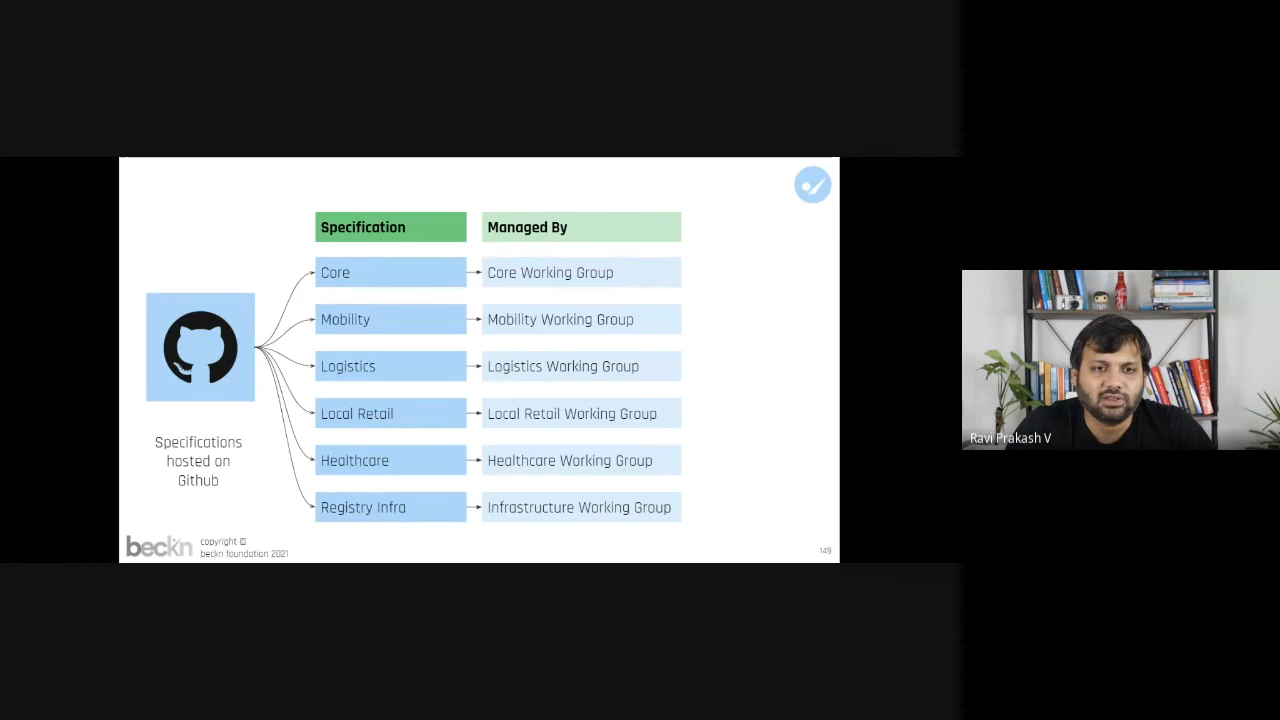 Specification
Managed By
Core
Core Working Group
Mobility
Mobility Working Group
Logistics
Logistics Working Group
Local Retail
Local Retail Working Group
Healthcare
Healthcare Working Group
Registry Infra
Infrastructure Working Group
Specifications
hosted on
Github
beckn
copyright ©
beckn foundation 2021
149
Ravi Prakash V